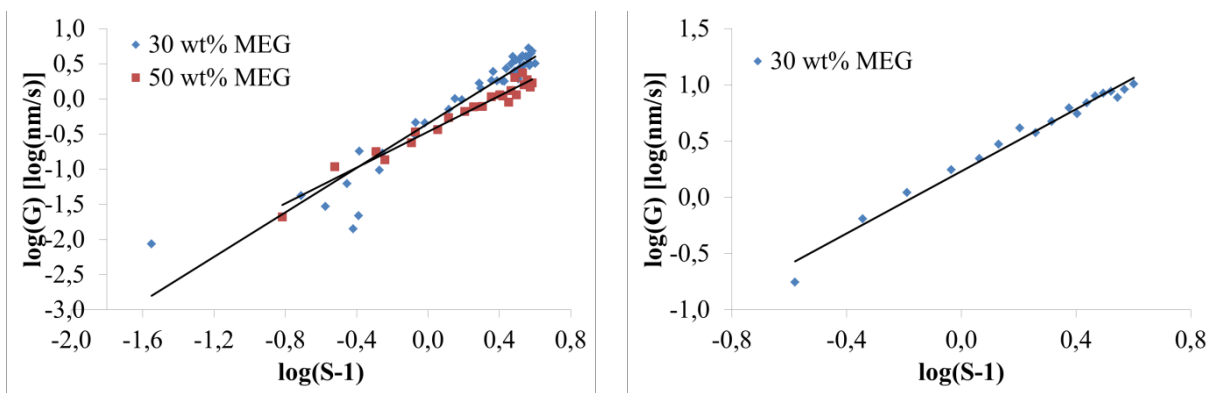 1,0
0,5
0,0
-0,5
-1,0
-1,5
-2,0
-2,5
-3,0
log(G) [log(nm/s)]
30 wt% MEG
50 wt% MEG
-2,0 -1,6 -1,2 -0,8 -0,4 0,0 0,4 0,8
log(S-1)
1,5
1,0
0,5
0,0
-0,5
-1,0
log(G) [log(nm/s)]
30 wt% MEG
-0,8 -0,4 0,0 0,4 0,8
log(S-1)